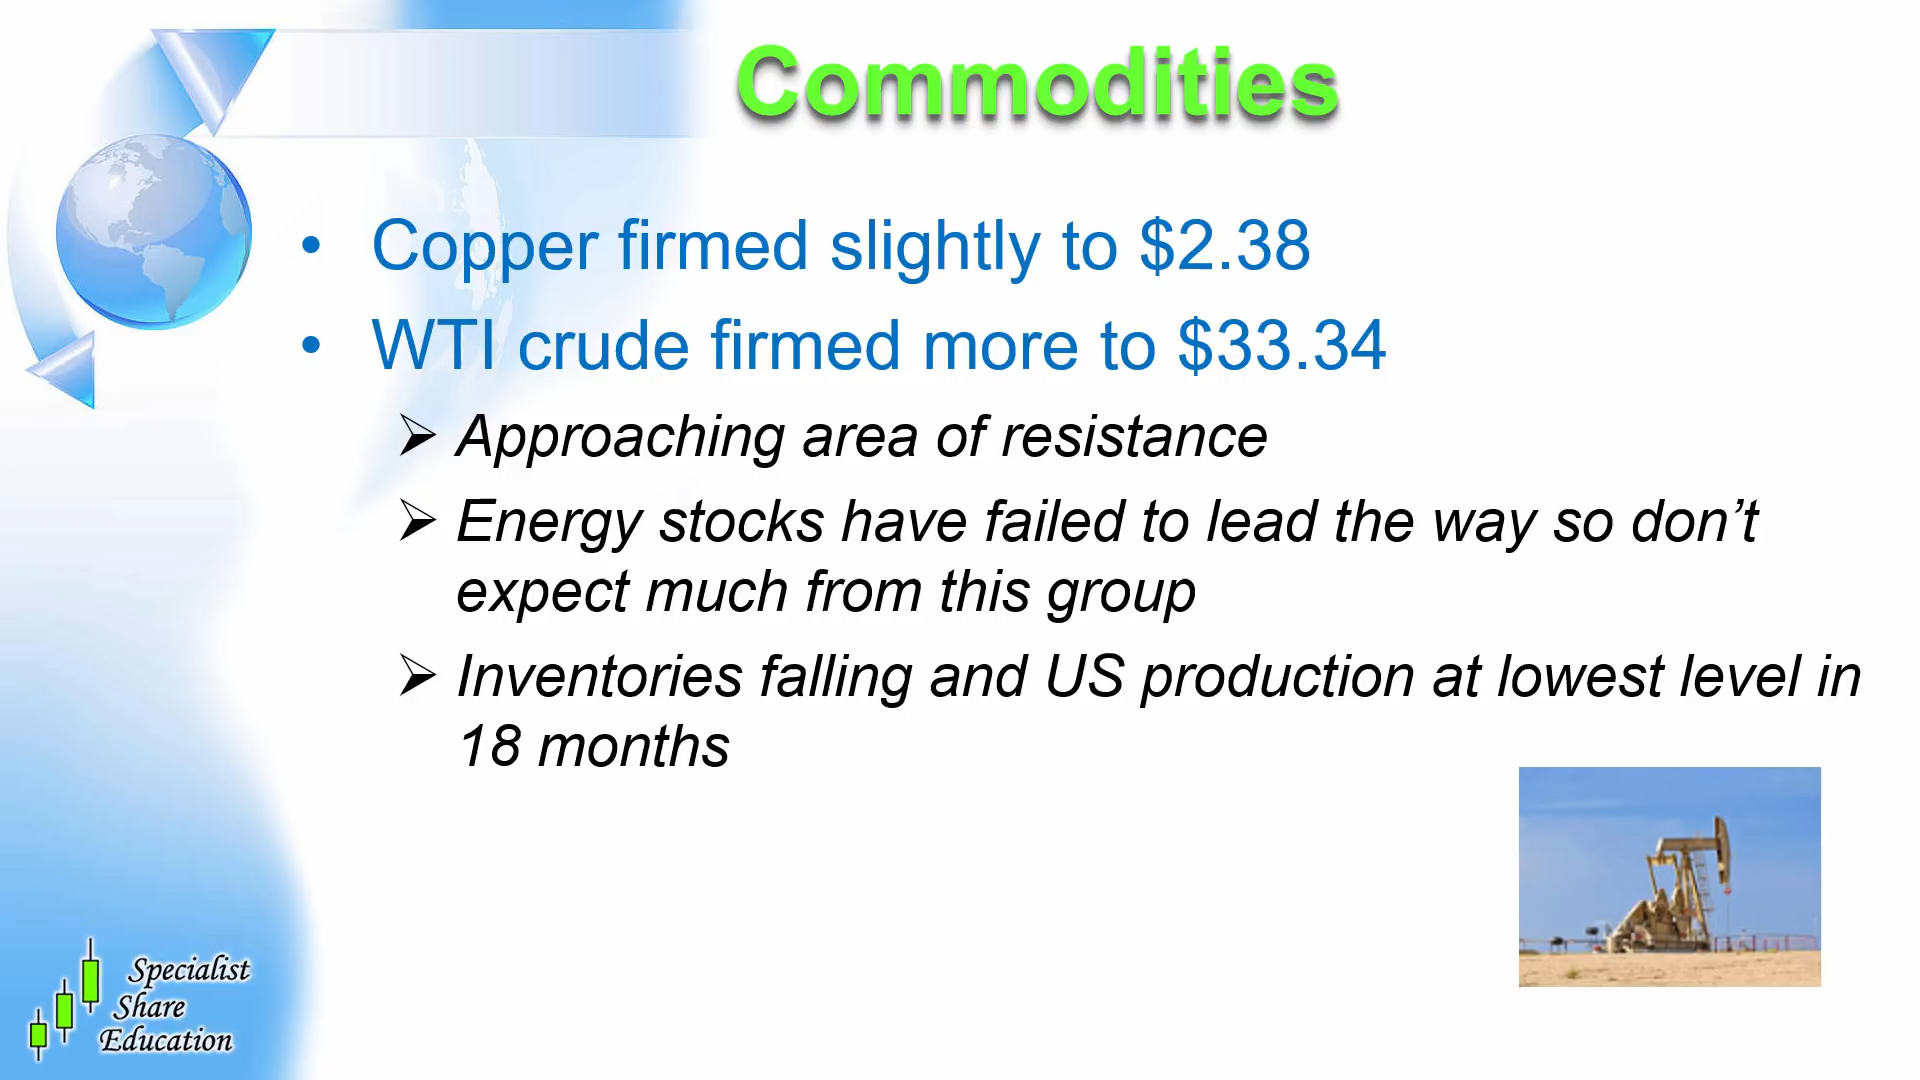 Commodities
• Copper firmed slightly to $2.38
• WTI crude firmed more to $33.34
➢ Approaching area of resistance
➢ Energy stocks have failed to lead the way so don’t
expect much from this group
➢ Inventories falling and US production at lowest level in
18 months
Specialist
Share
Education